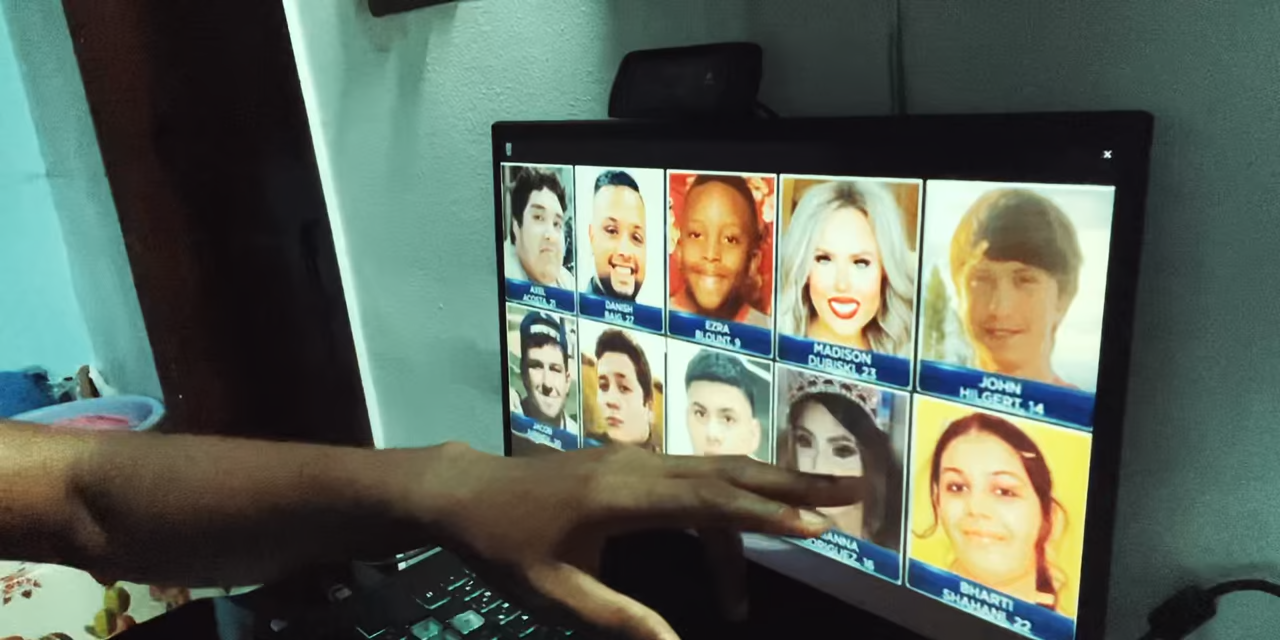 AXEL
ACOSTA, 21
DANISH
BAIG, 27
EZRA
BLOUNT, 9
MADISON
DUBISKI, 23
JOHN
HILGERT, 14
JACOB
ANNA
RODRIGUEZ, 16
BHARTI
SHAHANI, 22